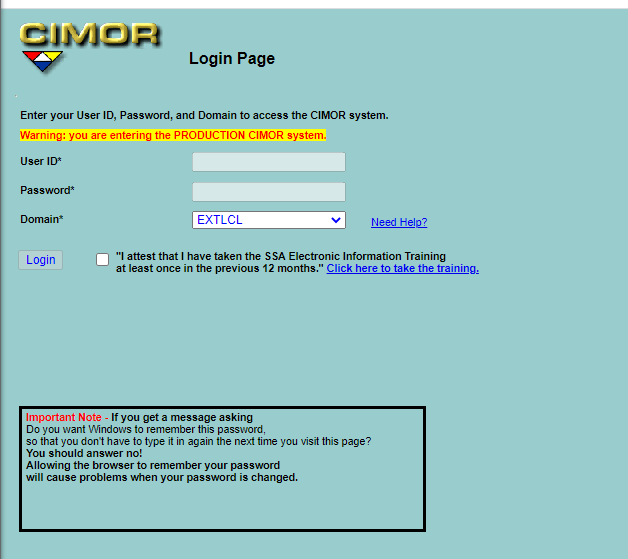 CIMOR
Login Page
Enter your User ID, Password, and Domain to access the CIMOR system.
Warning: you are entering the PRODUCTION CIMOR system.
User ID*
Password*
Domain*
EXTLCL
Need Help?
Login
"I attest that I have taken the SSA Electronic Information Training
at least once in the previous 12 months." Click here to take the training.
Important Note - If you get a message asking
Do you want Windows to remember this password,
so that you don't have to type it in again the next time you visit this page?
You should answer no!
Allowing the browser to remember your password
will cause problems when your password is changed.